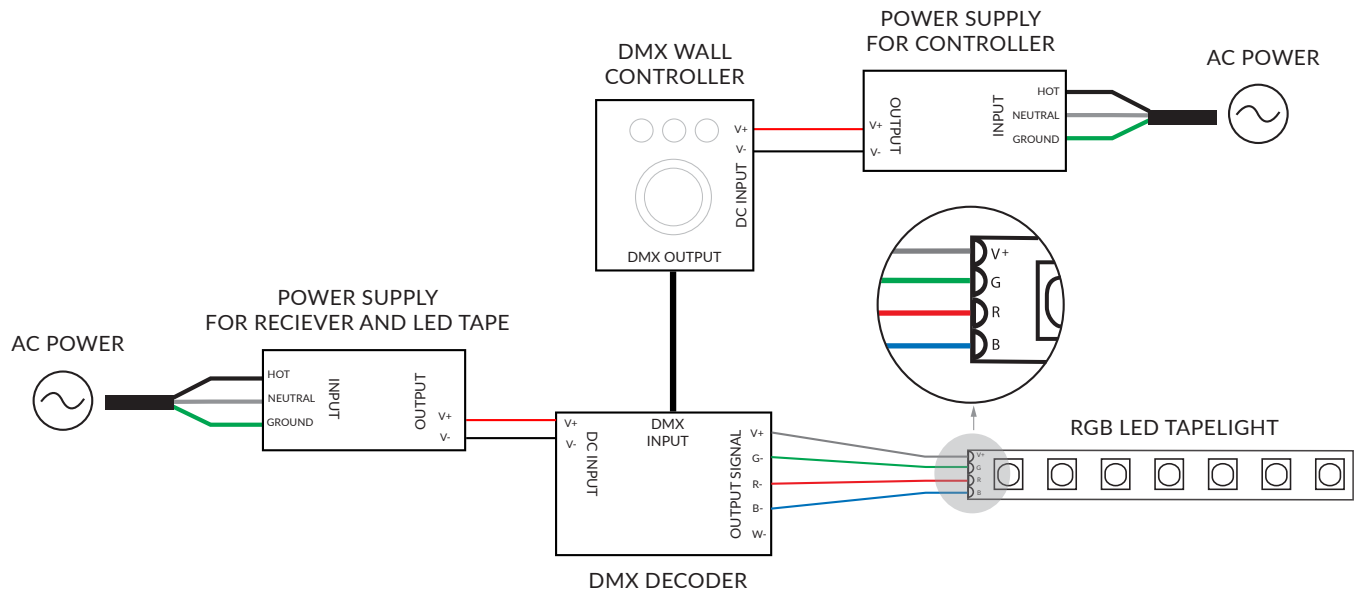 POWER SUPPLY
FOR CONTROLLER
AC POWER
DMX WALL
CONTROLLER
V+
V-
DC INPUT
DMX OUTPUT
V+
V-
OUTPUT
INPUT
HOT
NEUTRAL
GROUND
V+
G
R
B
POWER SUPPLY
FOR RECIEVER AND LED TAPE
AC POWER
HOT
NEUTRAL
GROUND
INPUT
OUTPUT
V+
V-
V+
V-
DC INPUT
DMX
INPUT
OUTPUT SIGNAL
V+
G-
R-
B-
W-
DMX DECODER
RGB LED TAPELIGHT
V+
G
R
B